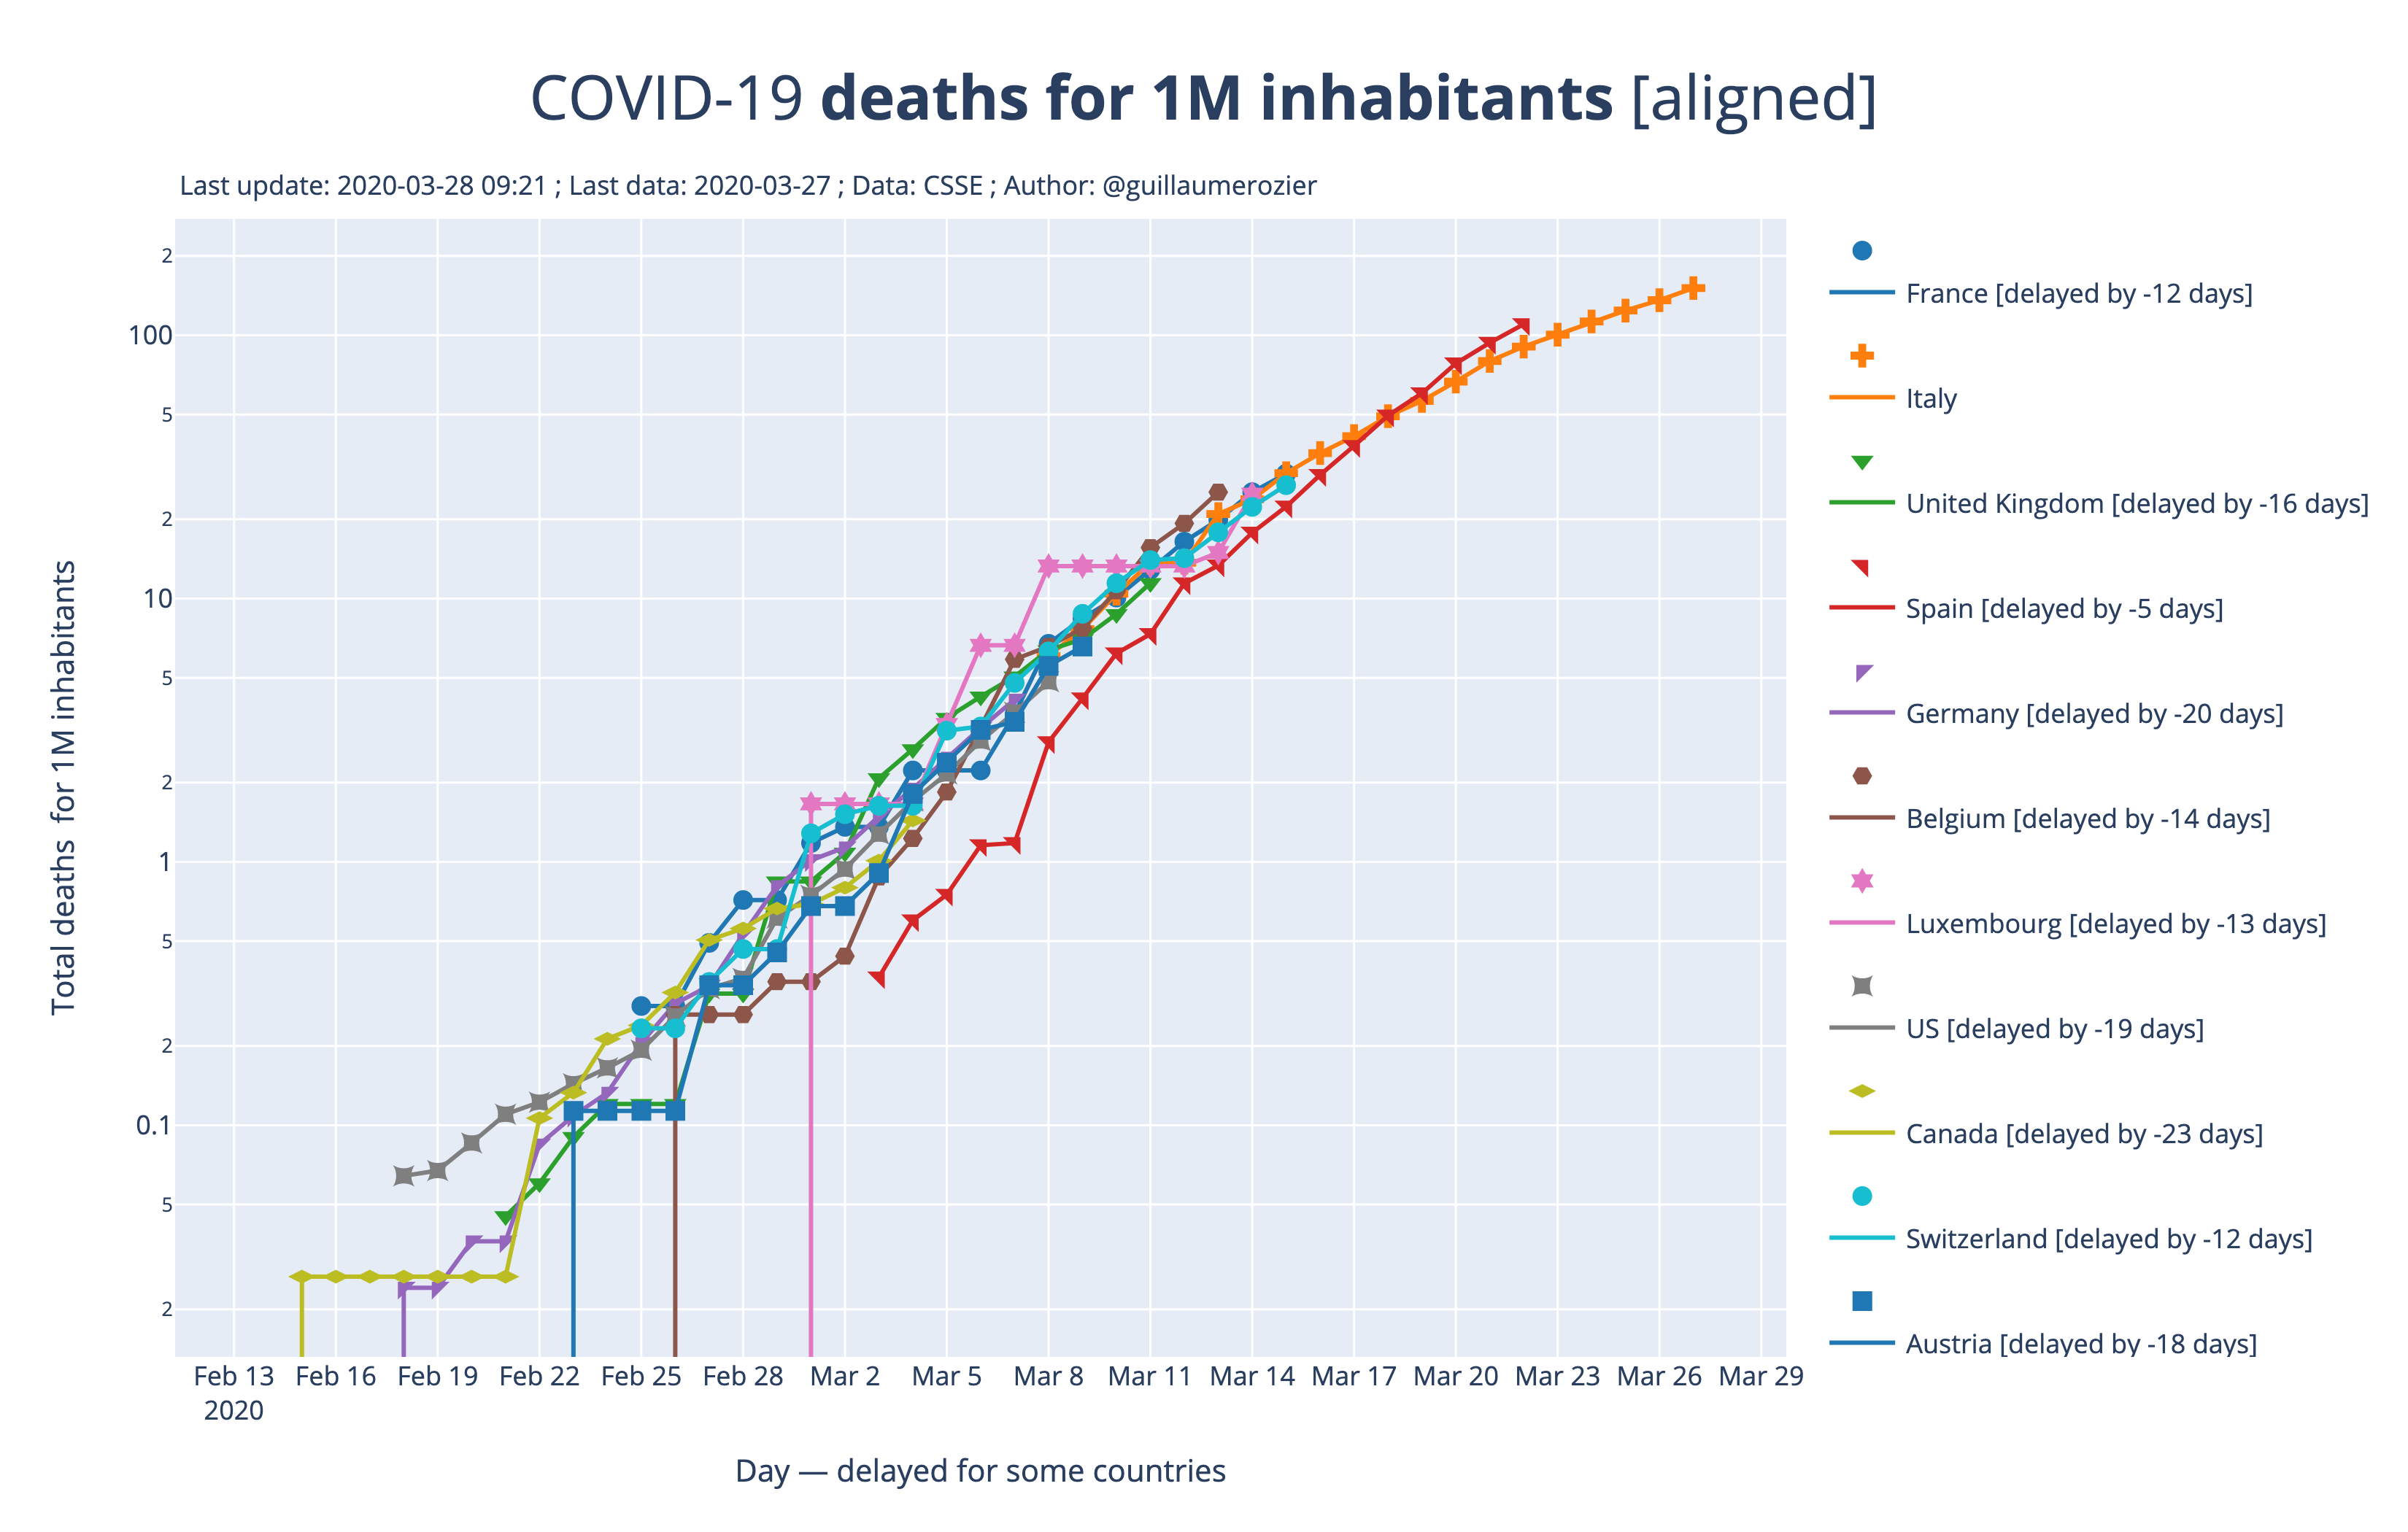 COVID-19 deaths for 1M inhabitants [aligned]
Last update: 2020-03-28 09:21 ; Last data: 2020-03-27 ; Data: CSSE ; Author: @guillaumerozier
Total deaths  for 1M inhabitants
2
100
5
2
10
5
2
1
5
2
0.1
5
2
Feb 13 Feb 16 Feb 19 Feb 22 Feb 25 Feb 28 Mar 2 Mar 5 Mar 8 Mar 11 Mar 14 Mar 17 Mar 20 Mar 23 Mar 26 Mar 29
2020
Day — delayed for some countries
France [delayed by -12 days]
Italy
United Kingdom [delayed by -16 days]
Spain [delayed by -5 days]
Germany [delayed by -20 days]
Belgium [delayed by -14 days]
Luxembourg [delayed by -13 days]
US [delayed by -19 days]
Canada [delayed by -23 days]
Switzerland [delayed by -12 days]
Austria [delayed by -18 days]